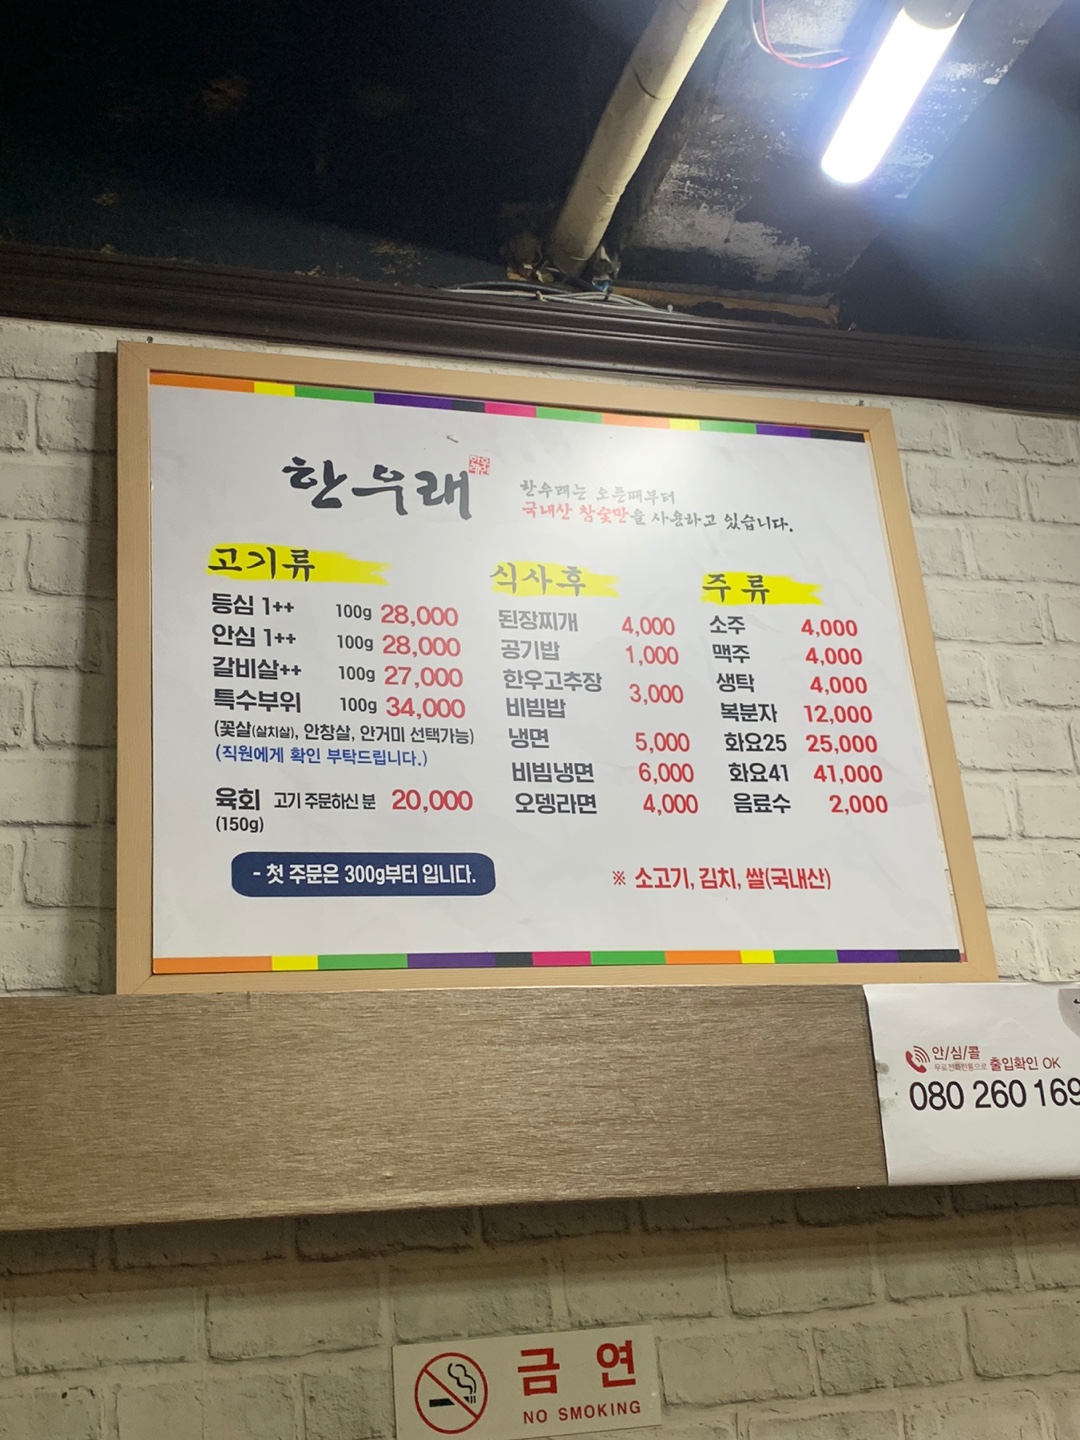 한우래
한우래는 오픈때부터
국내산 참숯만을 사용하고 있습니다.
고기류
등심 1++ 100g 28,000
안심 1++ 100g 28,000
갈비살++ 100g 27,000
특수부위 100g 34,000
(꽃살(살치살), 안창살, 안거미 선택가능)
(직원에게 확인 부탁드립니다.)
육회 고기 주문하신 분 20,000
(150g)
- 첫 주문은 300g부터 입니다.
식사후
된장찌개 4,000
공기밥 1,000
한우고추장
비빔밥 3,000
냉면 5,000
비빔냉면 6,000
오뎅라면 4,000
주류
소주 4,000
맥주 4,000
생탁 4,000
복분자 12,000
화요25 25,000
화요41 41,000
음료수 2,000
※ 소고기, 김치, 쌀(국내산)
안/심/콜
무료전화한통으로 출입확인 OK
080 260 169
금연
NO SMOKING